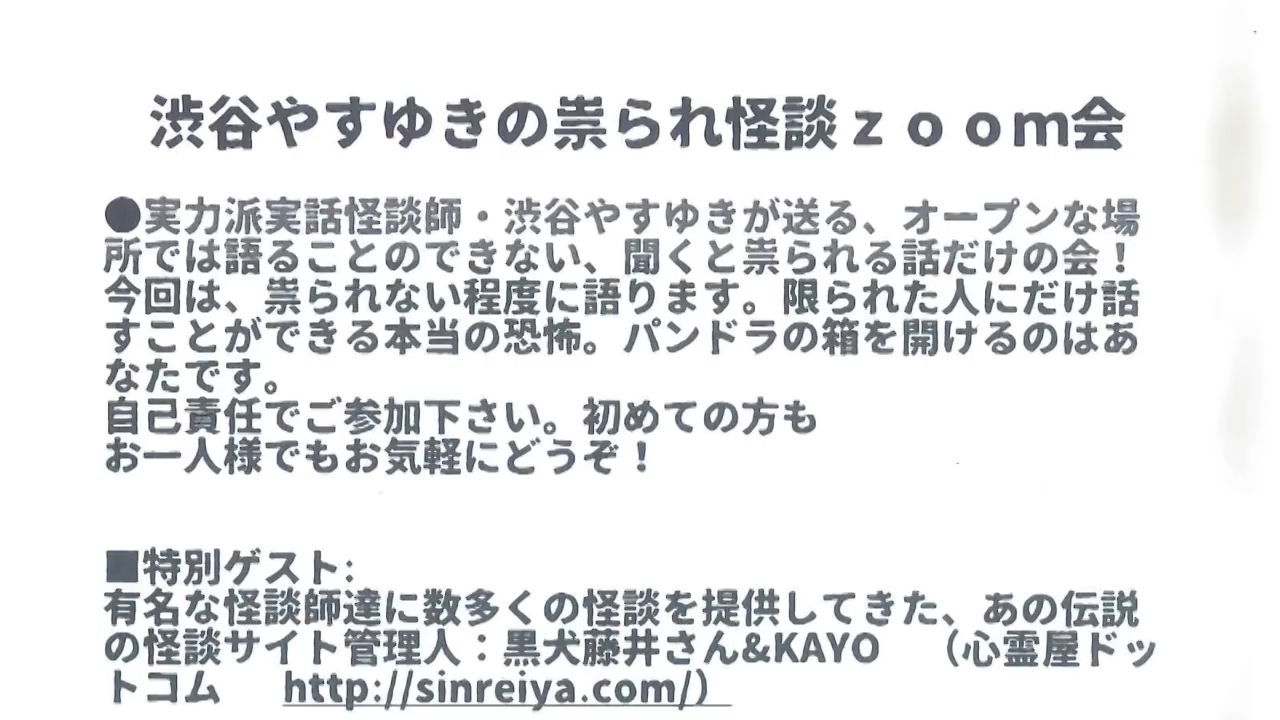 渋谷やすゆきの祟られ怪談ｚｏｏm会
●実力派実話怪談師・渋谷やすゆきが送る、オープンな場
所では語ることのできない、聞くと祟られる話だけの会！
今回は、祟られない程度に語ります。限られた人にだけ話
すことができる本当の恐怖。パンドラの箱を開けるのはあ
なたです。
自己責任でご参加下さい。初めての方も
お一人様でもお気軽にどうぞ！
■特別ゲスト:
有名な怪談師達に数多くの怪談を提供してきた、あの伝説
の怪談サイト管理人：黒犬藤井さん&KAYO　（心霊屋ドッ
トコム　http://sinreiya.com/）